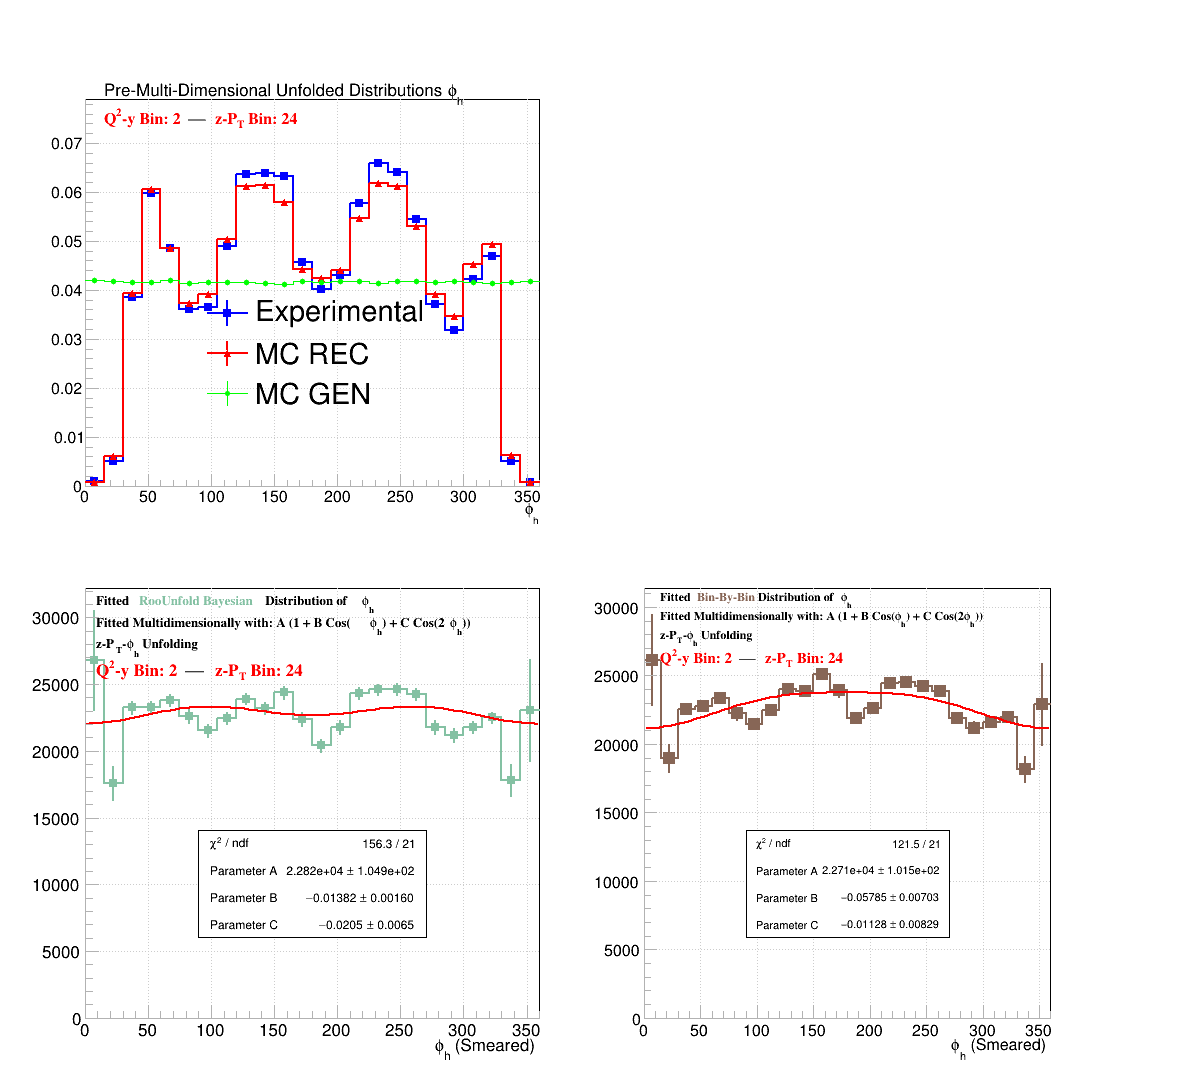 Pre-Multi-Dimensional Unfolded Distributions ϕh
Q²-y Bin: 2 — z-PT Bin: 24
0.07
0.06
0.05
0.04
0.03
0.02
0.01
0
Experimental
MC REC
MC GEN
0 50 100 150 200 250 300 350
ϕh
Fitted RooUnfold Bayesian Distribution of ϕh
Fitted Multidimensionally with: A (1 + B Cos( ϕh) + C Cos(2 ϕh))
z-PT-ϕh Unfolding
Q²-y Bin: 2 — z-PT Bin: 24
30000
25000
20000
15000
10000
5000
0
χ² / ndf 156.3 / 21
Parameter A 2.282e+04 ± 1.049e+02
Parameter B −0.01382 ± 0.00160
Parameter C −0.0205 ± 0.0065
0 50 100 150 200 250 300 350
ϕh (Smeared)
Fitted Bin-By-Bin Distribution of ϕh
Fitted Multidimensionally with: A (1 + B Cos(ϕh) + C Cos(2ϕh))
z-PT-ϕh Unfolding
Q²-y Bin: 2 — z-PT Bin: 24
30000
25000
20000
15000
10000
5000
0
χ² / ndf 121.5 / 21
Parameter A 2.271e+04 ± 1.015e+02
Parameter B −0.05785 ± 0.00703
Parameter C −0.01128 ± 0.00829
0 50 100 150 200 250 300 350
ϕh (Smeared)